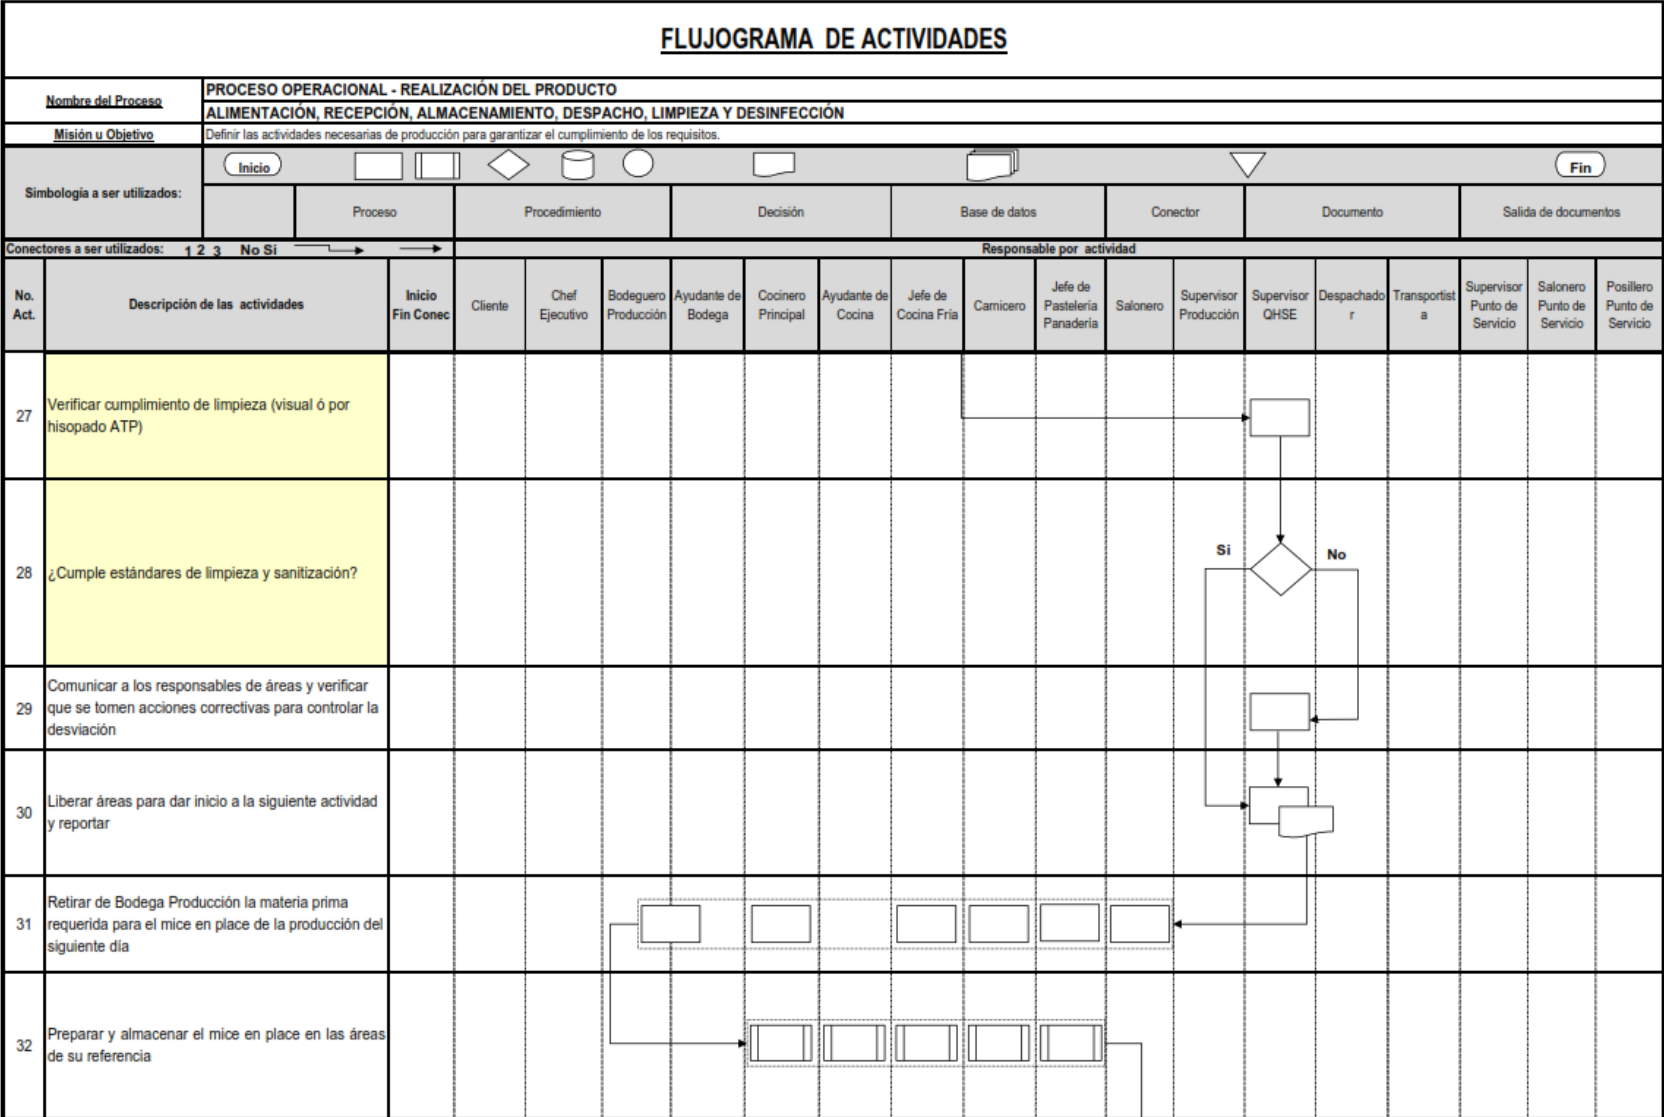 FLUJOGRAMA DE ACTIVIDADES
Nombre del Proceso
PROCESO OPERACIONAL - REALIZACIÓN DEL PRODUCTO
ALIMENTACIÓN, RECEPCIÓN, ALMACENAMIENTO, DESPACHO, LIMPIEZA Y DESINFECCIÓN
Misión u Objetivo
Definir las actividades necesarias de producción para garantizar el cumplimiento de los requisitos.
Simbología a ser utilizados:
Inicio
Fin
Proceso
Procedimiento
Decisión
Base de datos
Conector
Documento
Salida de documentos
Conectores a ser utilizados: 1 2 3 No Si
Responsable por actividad
No.
Act.
Descripción de las actividades
Inicio
Fin Conec
Cliente
Chef
Ejecutivo
Bodeguero
Producción
Ayudante de
Bodega
Cocinero
Principal
Ayudante de
Cocina
Jefe de
Cocina Fría
Carnicero
Jefe de
Pastelería
Panadería
Salonero
Supervisor
Producción
Supervisor
QHSE
Despachado
r
Transportist
a
Supervisor
Punto de
Servicio
Salonero
Punto de
Servicio
Posillero
Punto de
Servicio
27
Verificar cumplimiento de limpieza (visual ó por
hisopado ATP)
28
¿Cumple estándares de limpieza y sanitización?
Si
No
29
Comunicar a los responsables de áreas y verificar
que se tomen acciones correctivas para controlar la
desviación
30
Liberar áreas para dar inicio a la siguiente actividad
y reportar
31
Retirar de Bodega Producción la materia prima
requerida para el mice en place de la producción del
siguiente día
32
Preparar y almacenar el mice en place en las áreas
de su referencia